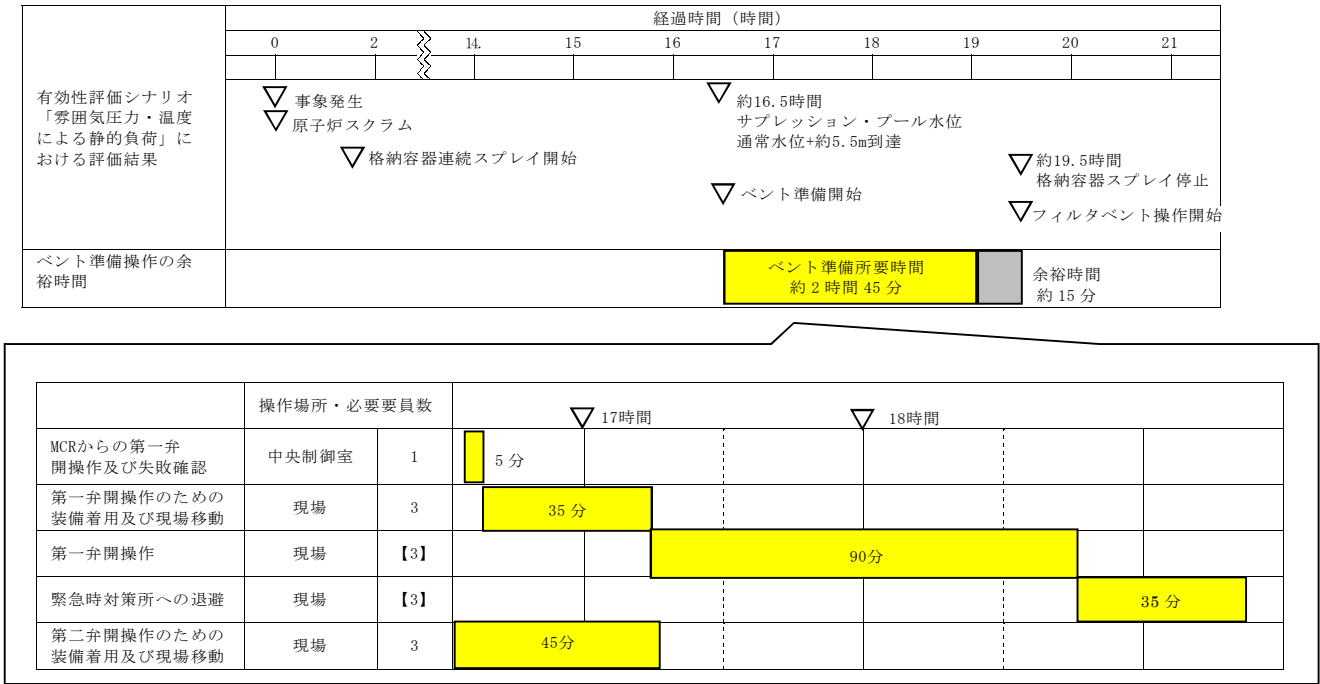 経過時間（時間）
0 2 14. 15 16 17 18 19 20 21
有効性評価シナリオ
「雰囲気圧力・温度
による静的負荷」に
おける評価結果
事象発生
原子炉スクラム
格納容器連続スプレイ開始
約16.5時間
サプレッション・プール水位
通常水位+約5.5m到達
ベント準備開始
約19.5時間
格納容器スプレイ停止
フィルタベント操作開始
ベント準備操作の余
裕時間
ベント準備所要時間
約 2 時間 45 分
余裕時間
約 15 分
操作場所・必要要員数
17時間
18時間
MCRからの第一弁
開操作及び失敗確認
中央制御室
1
5 分
第一弁開操作のための
装備着用及び現場移動
現場
3
35 分
第一弁開操作
現場
【3】
90分
緊急時対策所への退避
現場
【3】
35 分
第二弁開操作のための
装備着用及び現場移動
現場
3
45分